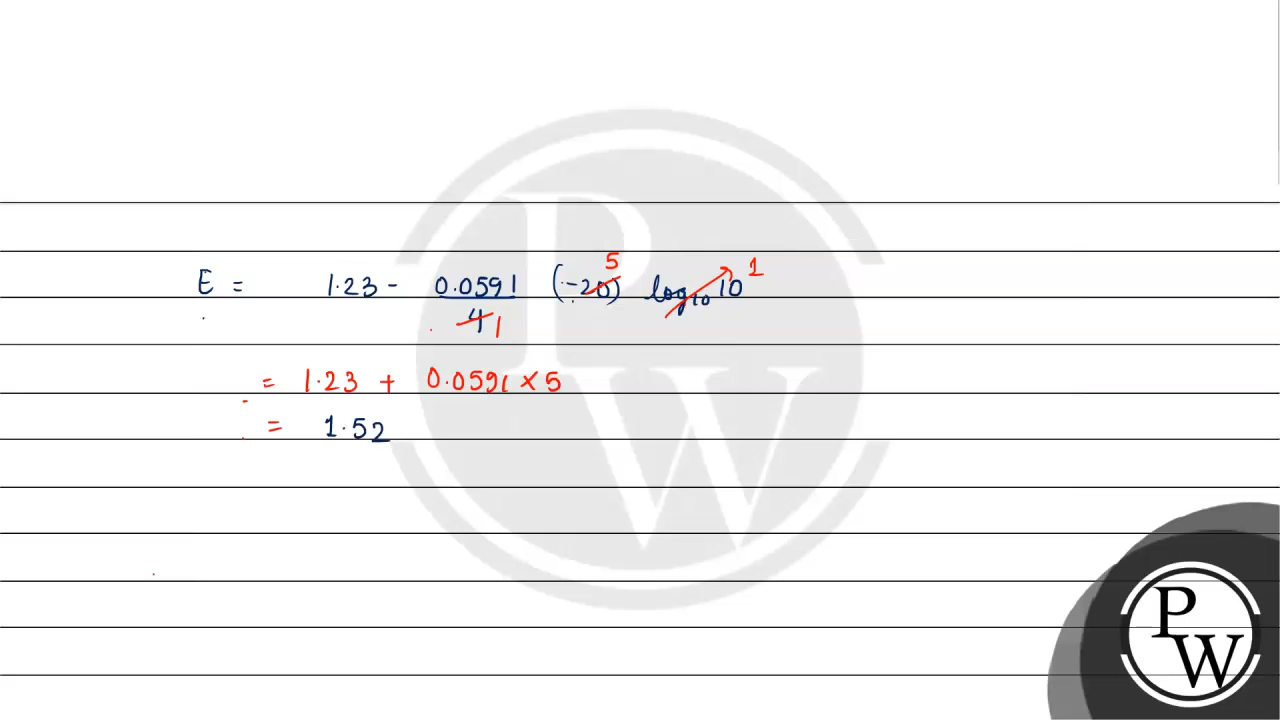 E = 1.23 - 0.0591/4 (-20) log₁₀ 10 5 1 1
= 1.23 + 0.0591 × 5
= 1.52
P
W
P
W